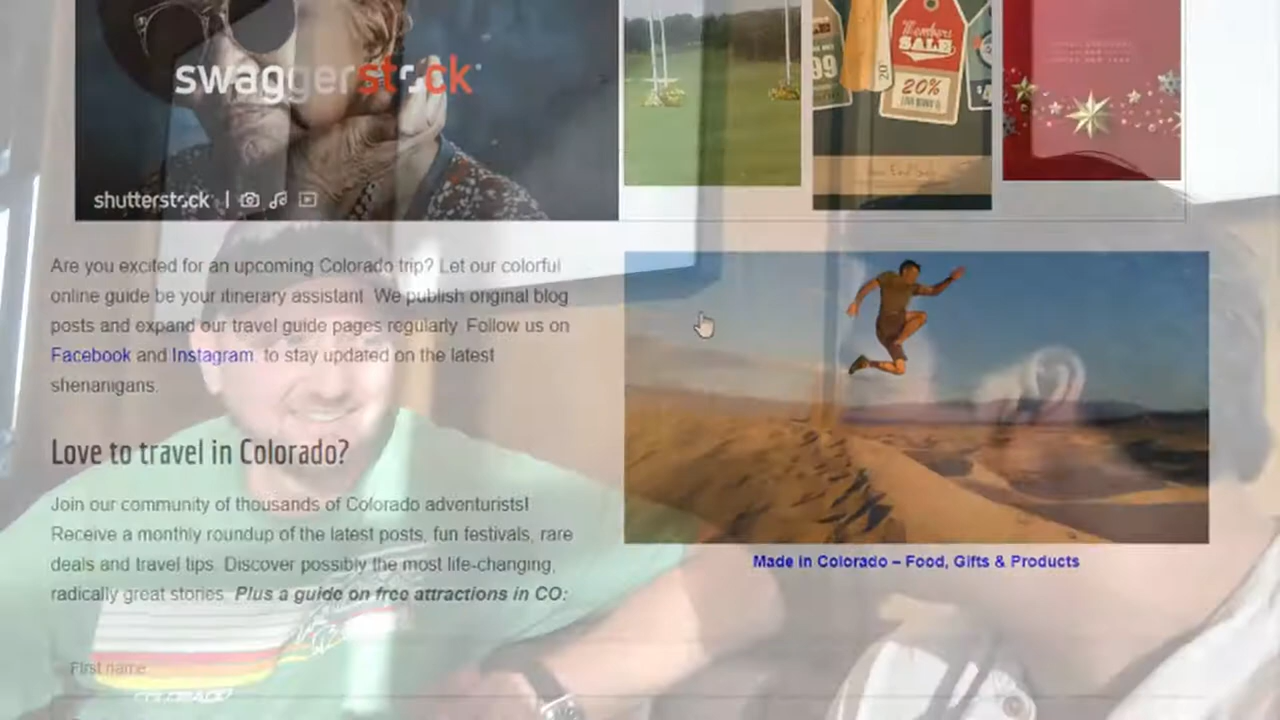 swaggerstock
shutterstock
Members
SALE
99
20%
20
Are you excited for an upcoming Colorado trip? Let our colorful
online guide be your itinerary assistant. We publish original blog
posts and expand our travel guide pages regularly. Follow us on
Facebook and Instagram. to stay updated on the latest
shenanigans.
Love to travel in Colorado?
Join our community of thousands of Colorado adventurists!
Receive a monthly roundup of the latest posts, fun festivals, rare
deals and travel tips. Discover possibly the most life-changing,
radically great stories. Plus a guide on free attractions in CO:
Made in Colorado – Food, Gifts & Products
First name
COLORADO